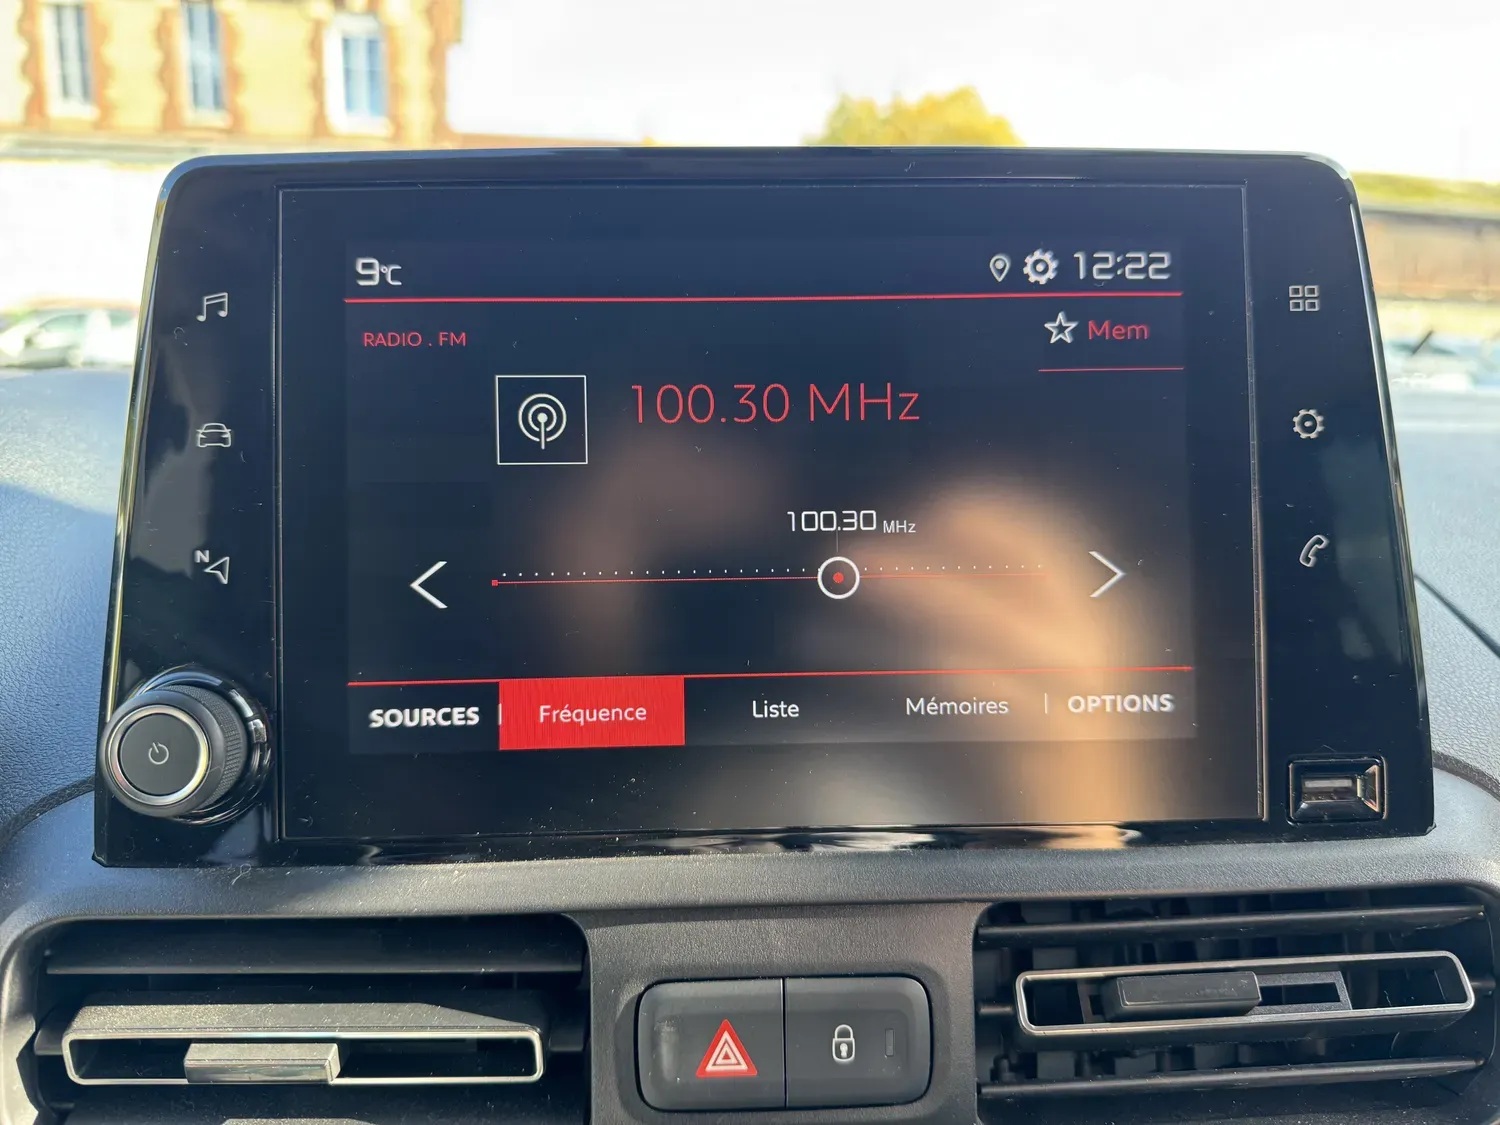 9°C 12:22
RADIO . FM
Mem
100.30 MHz
100.30 MHz
SOURCES Fréquence Liste Mémoires OPTIONS
N